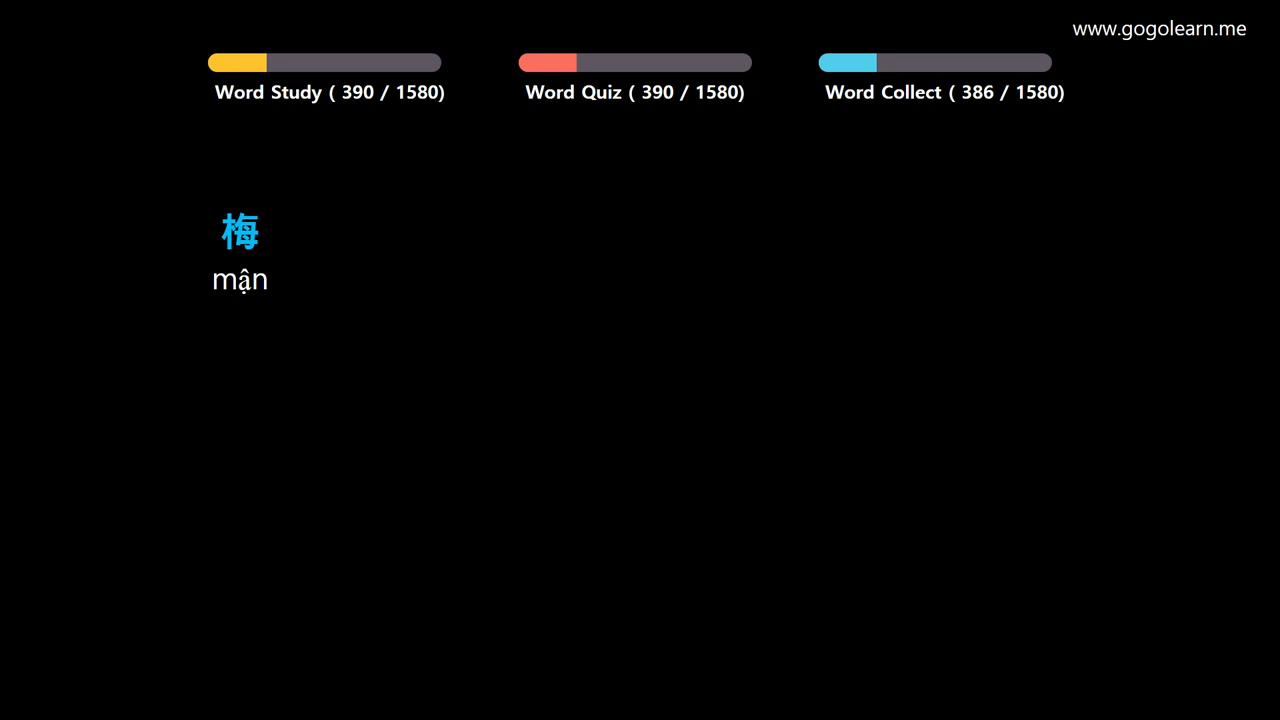 www.gogolearn.me
Word Study ( 390 / 1580)
Word Quiz ( 390 / 1580)
Word Collect ( 386 / 1580)
梅
mận